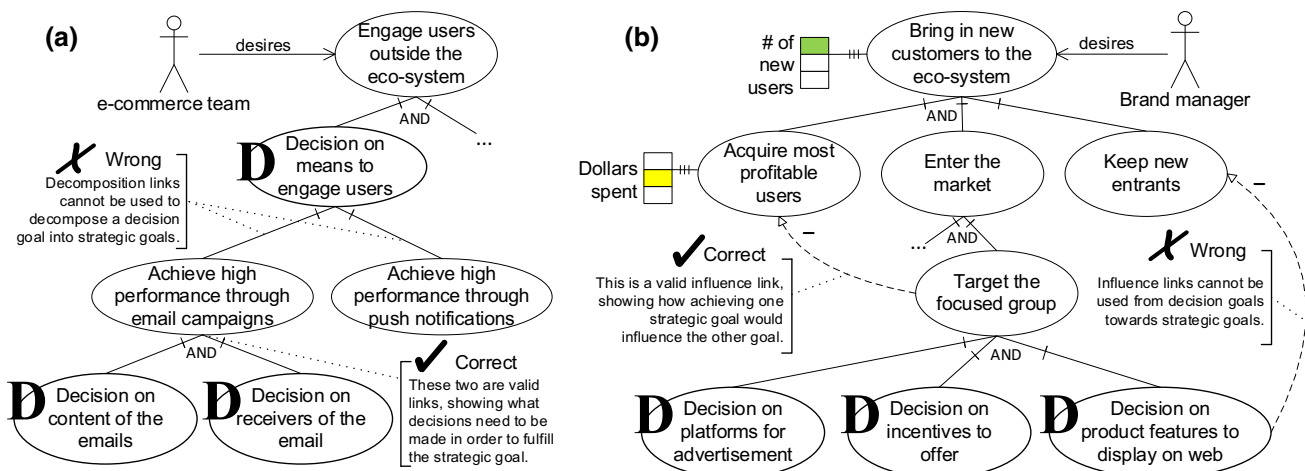 (a)
desires
e-commerce team
Engage users
outside the
eco-system
AND
...
D
Decision on
means to
engage users
✗ Wrong
Decomposition links
cannot be used to
decompose a decision
goal into strategic goals.
Achieve high
performance through
email campaigns
Achieve high
performance through
push notifications
AND
✓ Correct
These two are valid
links, showing what
decisions need to be
made in order to fulfill
the strategic goal.
D
Decision on
content of the
emails
D
Decision on
receivers of the
email
(b)
# of
new
users
Bring in new
customers to the
eco-system
desires
Brand manager
AND
Dollars
spent
Acquire most
profitable
users
Enter the
market
Keep new
entrants
–
–
...
AND
✓ Correct
This is a valid influence link,
showing how achieving one
strategic goal would
influence the other goal.
Target the
focused group
✗ Wrong
Influence links cannot be
used from decision goals
towards strategic goals.
AND
D
Decision on
platforms for
advertisement
D
Decision on
incentives to
offer
D
Decision on
product features to
display on web